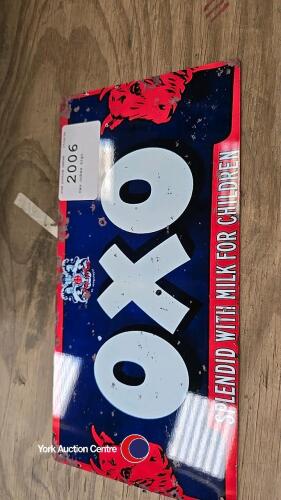 2006
OXO
SPLENDID WITH MILK FOR CHILDREN
York Auction Centre